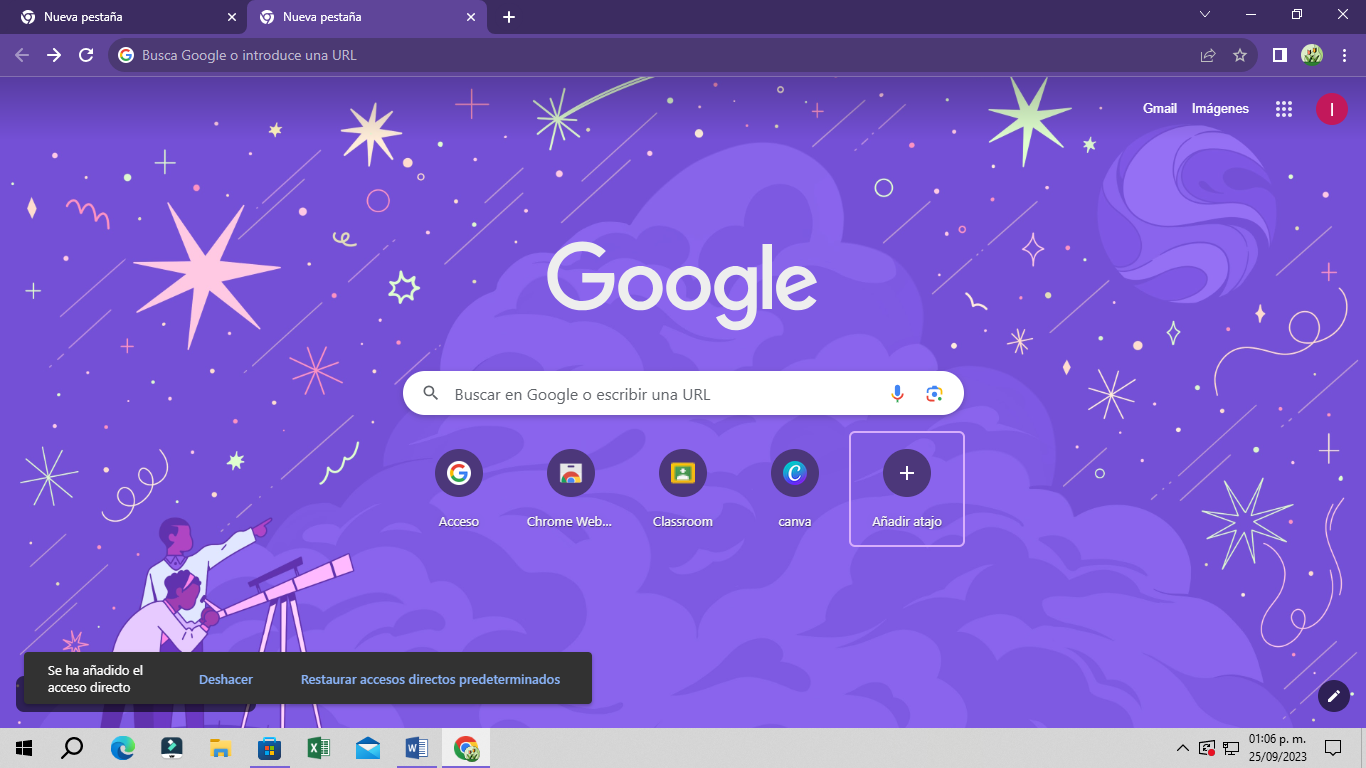 Nueva pestaña
Nueva pestaña
Busca Google o introduce una URL
Gmail
Imágenes
I
Google
Buscar en Google o escribir una URL
Acceso
Chrome Web...
Classroom
canva
Añadir atajo
Se ha añadido el
acceso directo
Deshacer
Restaurar accesos directos predeterminados
01:06 p. m.
25/09/2023